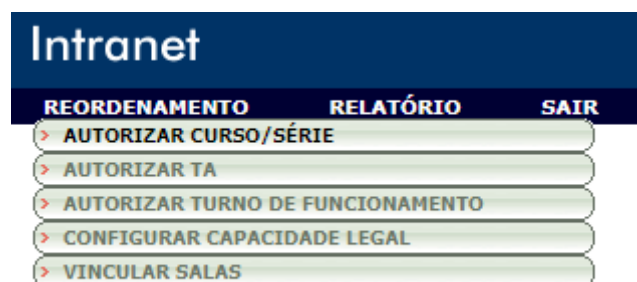 Intranet
REORDENAMENTO RELATÓRIO SAIR
AUTORIZAR CURSO/SÉRIE
AUTORIZAR TA
AUTORIZAR TURNO DE FUNCIONAMENTO
CONFIGURAR CAPACIDADE LEGAL
VINCULAR SALAS